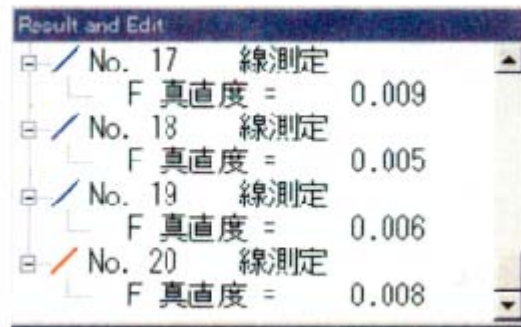 Result and Edit
No. 17 線測定
F 真直度 = 0.009
No. 18 線測定
F 真直度 = 0.005
No. 19 線測定
F 真直度 = 0.006
No. 20 線測定
F 真直度 = 0.008